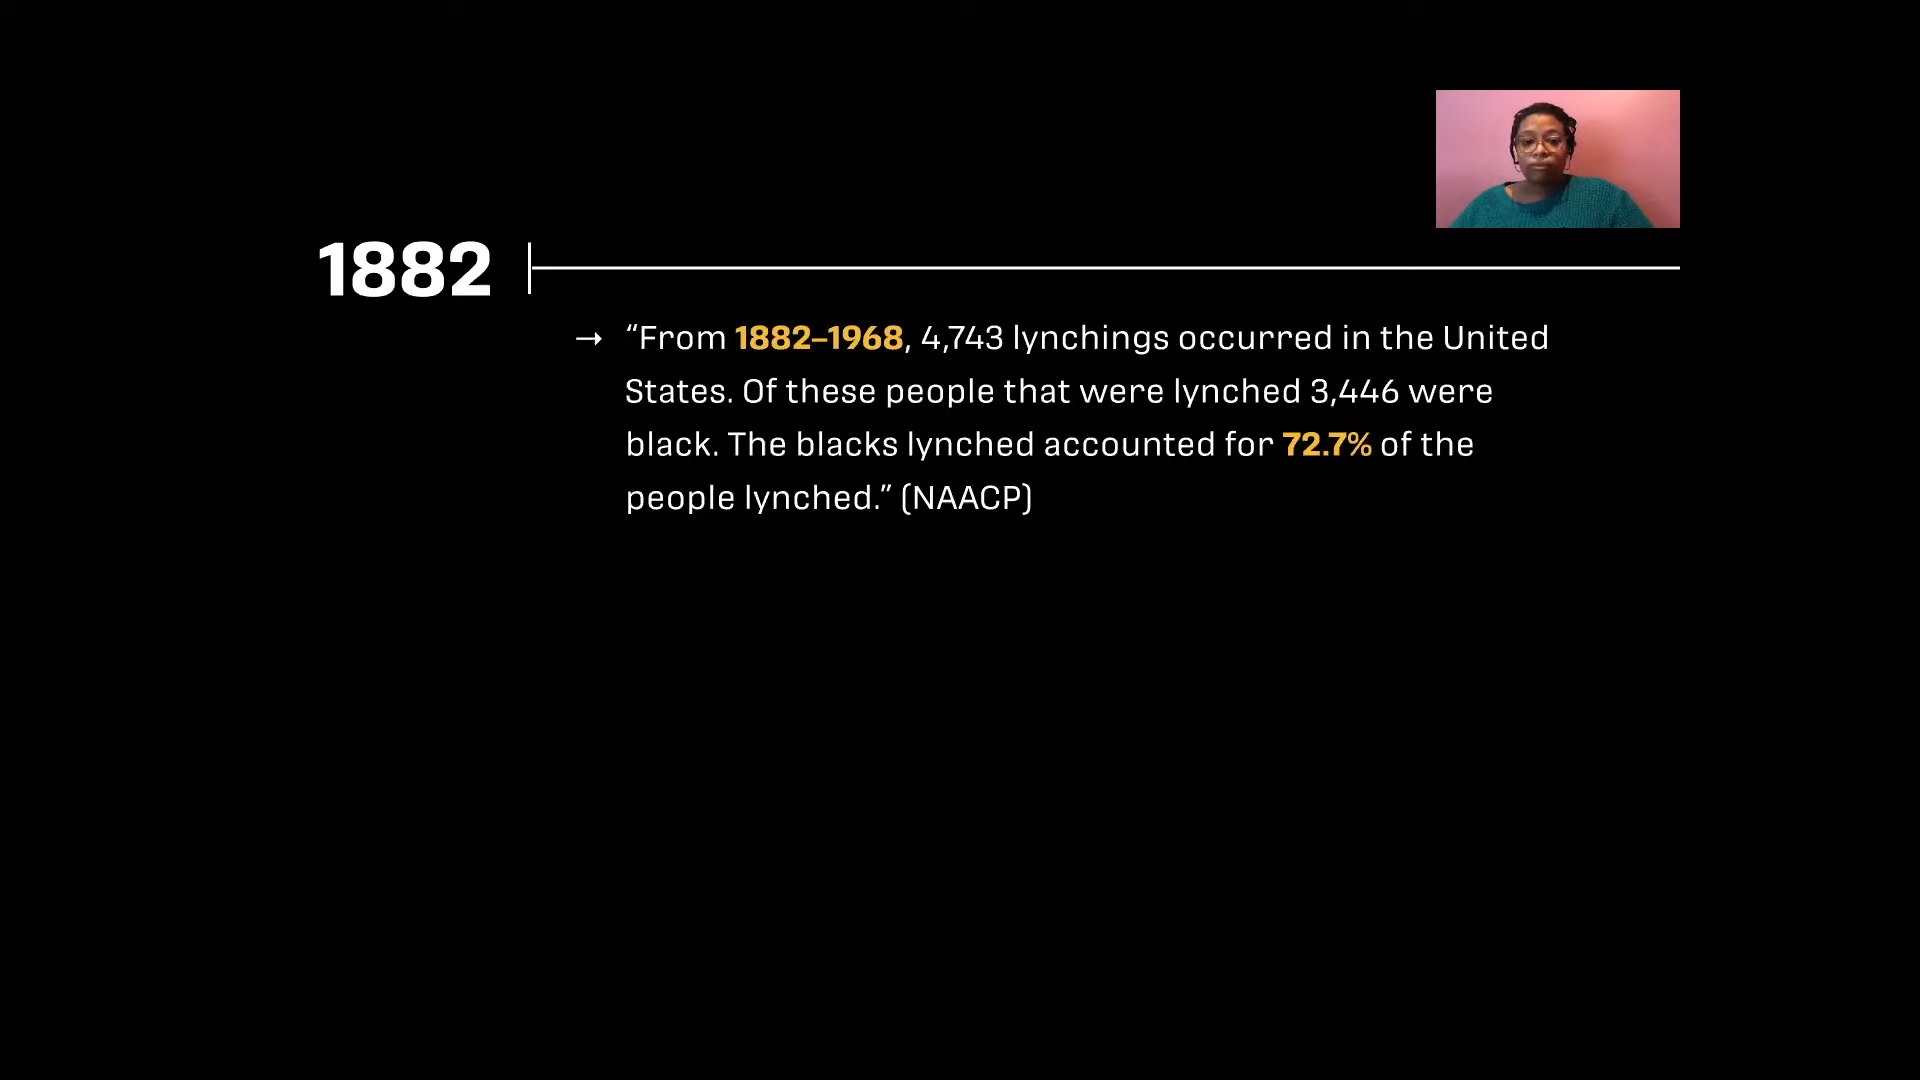 1882
→ “From 1882–1968, 4,743 lynchings occurred in the United
States. Of these people that were lynched 3,446 were
black. The blacks lynched accounted for 72.7% of the
people lynched.” (NAACP)